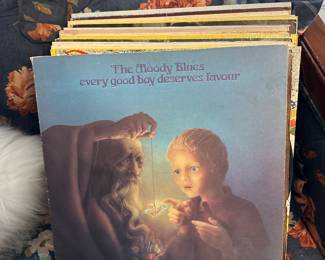 The Moody Blues
every good boy deserves favour